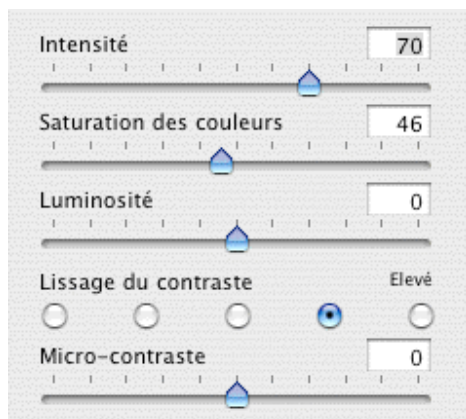 Intensité 70
Saturation des couleurs 46
Luminosité 0
Lissage du contraste Elevé
Micro-contraste 0